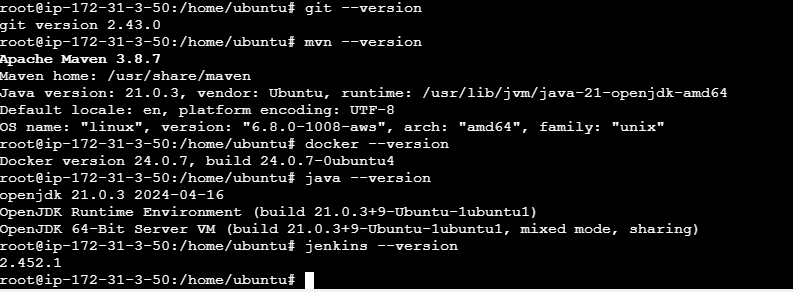 root@ip-172-31-3-50:/home/ubuntu# git --version
git version 2.43.0
root@ip-172-31-3-50:/home/ubuntu# mvn --version
Apache Maven 3.8.7
Maven home: /usr/share/maven
Java version: 21.0.3, vendor: Ubuntu, runtime: /usr/lib/jvm/java-21-openjdk-amd64
Default locale: en, platform encoding: UTF-8
OS name: "linux", version: "6.8.0-1008-aws", arch: "amd64", family: "unix"
root@ip-172-31-3-50:/home/ubuntu# docker --version
Docker version 24.0.7, build 24.0.7-0ubuntu4
root@ip-172-31-3-50:/home/ubuntu# java --version
openjdk 21.0.3 2024-04-16
OpenJDK Runtime Environment (build 21.0.3+9-Ubuntu-1ubuntu1)
OpenJDK 64-Bit Server VM (build 21.0.3+9-Ubuntu-1ubuntu1, mixed mode, sharing)
root@ip-172-31-3-50:/home/ubuntu# jenkins --version
2.452.1
root@ip-172-31-3-50:/home/ubuntu#